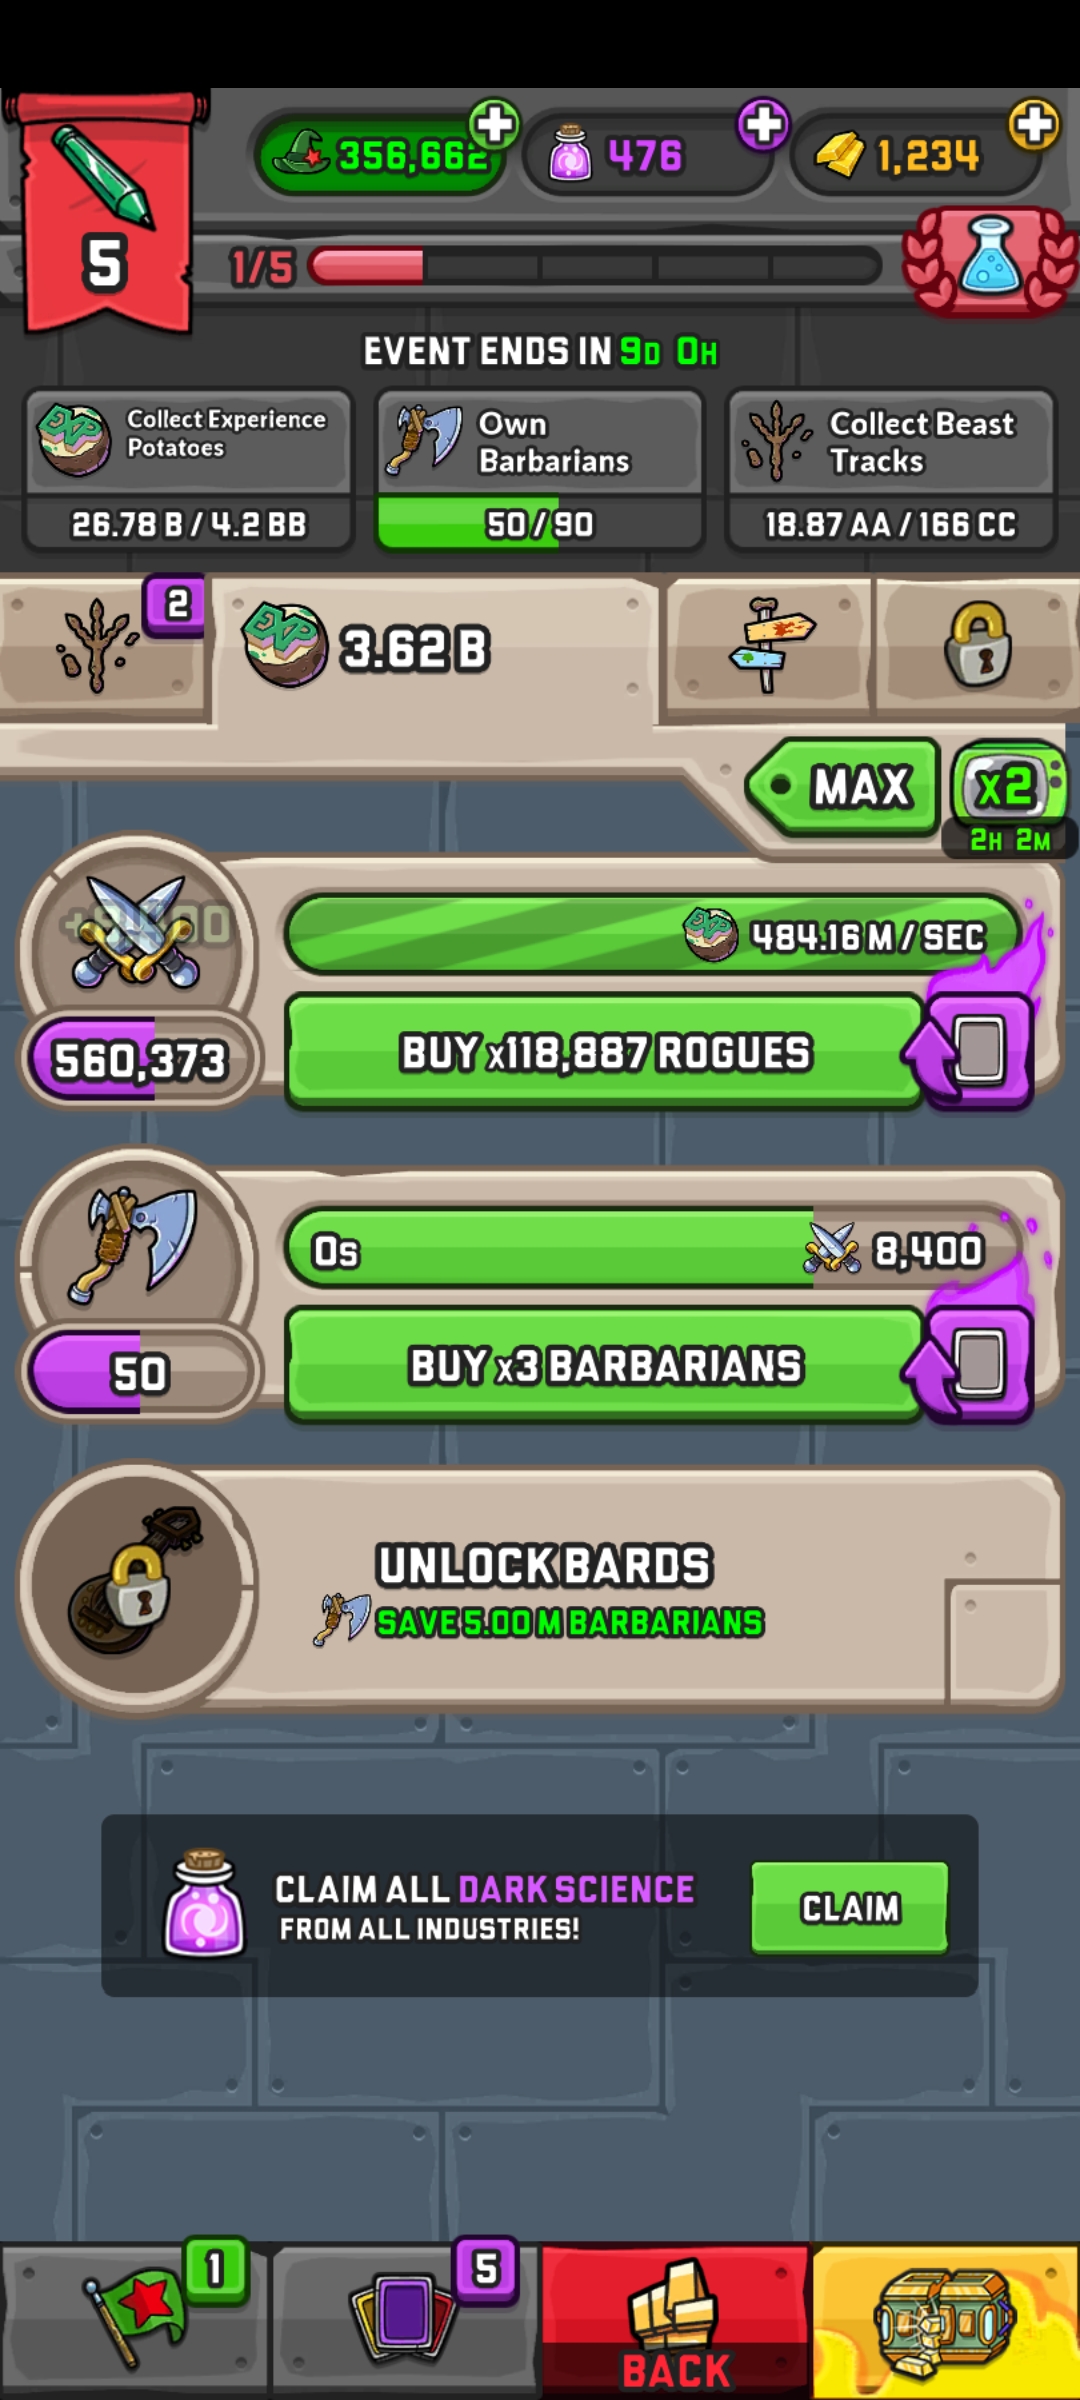 356,662
476
1,234
5
1/5
EVENT ENDS IN 9D 0H
Collect Experience
Potatoes
26.78 B / 4.2 BB
Own
Barbarians
50 / 90
Collect Beast
Tracks
18.87 AA / 166 CC
2
EXP
3.62 B
MAX
x2
2H 2M
484.16 M / SEC
560,373
BUY x118,887 ROGUES
0s
8,400
50
BUY x3 BARBARIANS
UNLOCK BARDS
SAVE 5.00 M BARBARIANS
CLAIM ALL DARK SCIENCE
FROM ALL INDUSTRIES!
CLAIM
1
5
BACK